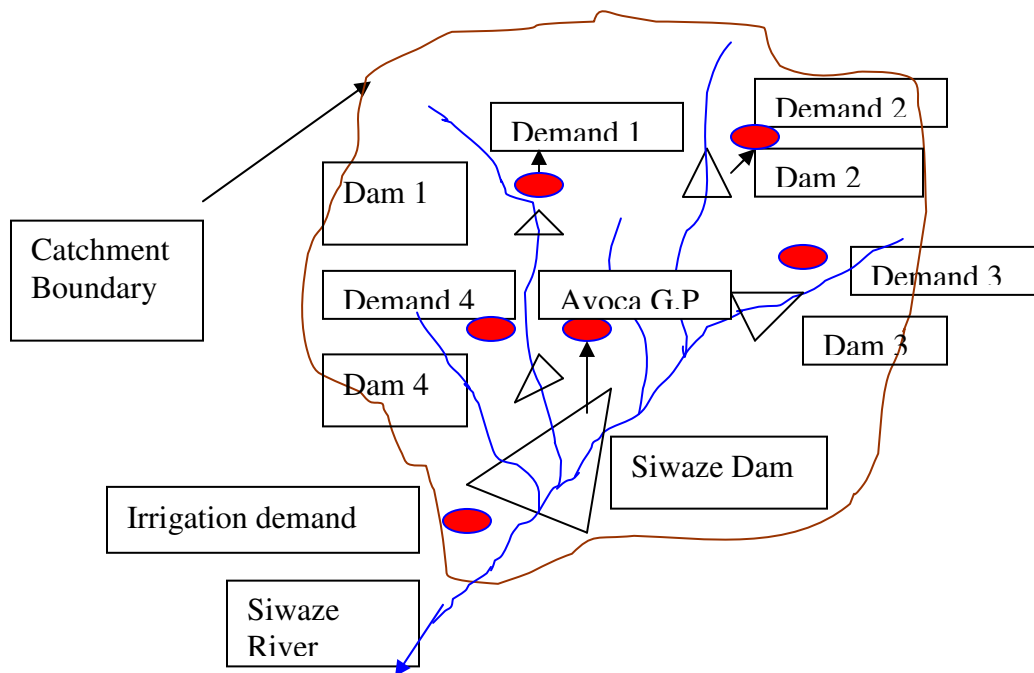 Demand 2
Demand 1
Dam 2
Dam 1
Catchment
Boundary
Demand 3
Demand 4
Avoca G.P
Dam 3
Dam 4
Siwaze Dam
Irrigation demand
Siwaze
River